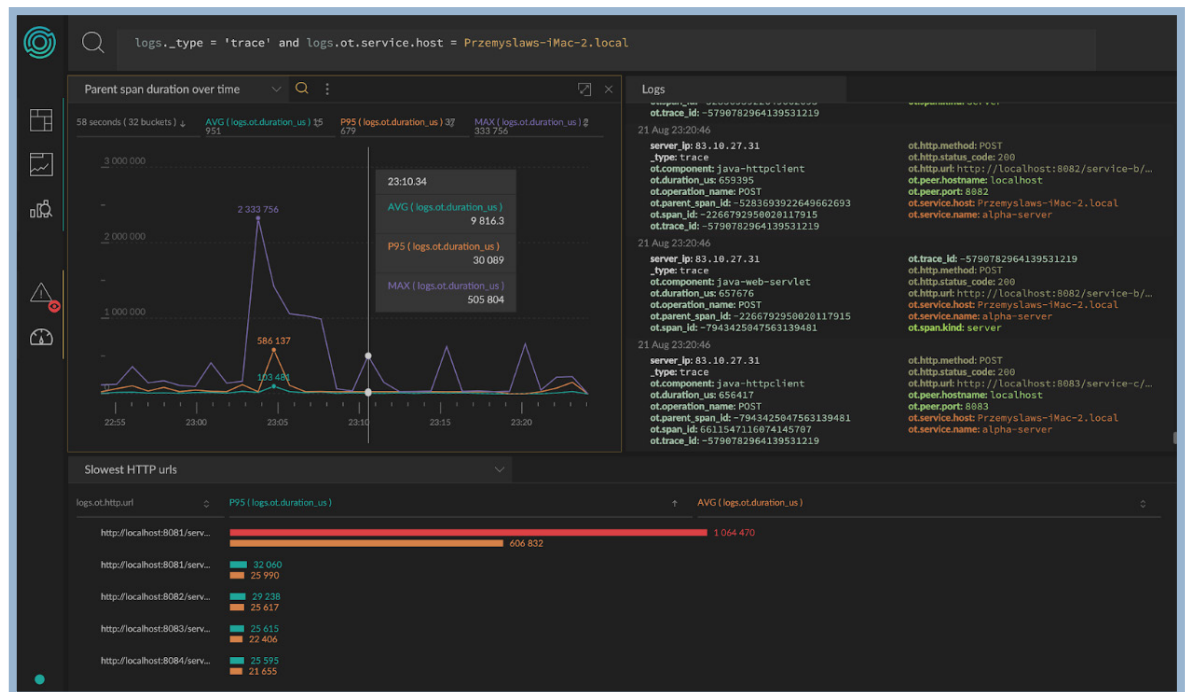 logs._type = 'trace' and logs.ot.service.host = Przemyslaws-iMac-2.local
Parent span duration over time
58 seconds ( 32 buckets ) ↓
AVG ( logs.ot.duration_us ) 15
951
P95 ( logs.ot.duration_us ) 37
679
MAX ( logs.ot.duration_us )
333 756
3 000 000
2 000 000
1 000 000
2 333 756
586 137
103 481
23:10.34
AVG ( logs.ot.duration_us )
9 816.3
P95 ( logs.ot.duration_us )
30 089
MAX ( logs.ot.duration_us )
505 804
22:55
23:00
23:05
23:10
23:15
23:20
Logs
ot.trace_id: -5790782964139531219
21 Aug 23:20:46
server_ip: 83.10.27.31
_type: trace
ot.component: java-httpclient
ot.duration_us: 659395
ot.operation_name: POST
ot.parent_span_id: -5283693922649662693
ot.span_id: -2266792950020117915
ot.trace_id: -5790782964139531219
ot.http.method: POST
ot.http.status_code: 200
ot.http.url: http://localhost:8082/service-b/...
ot.peer.hostname: localhost
ot.peer.port: 8082
ot.service.host: Przemyslaws-iMac-2.local
ot.service.name: alpha-server
21 Aug 23:20:46
server_ip: 83.10.27.31
_type: trace
ot.component: java-web-servlet
ot.duration_us: 657676
ot.operation_name: POST
ot.parent_span_id: -2266792950020117915
ot.span_id: -7943425047563139481
ot.trace_id: -5790782964139531219
ot.http.method: POST
ot.http.status_code: 200
ot.http.url: http://localhost:8082/service-b/...
ot.service.host: Przemyslaws-iMac-2.local
ot.service.name: alpha-server
ot.span.kind: server
21 Aug 23:20:46
server_ip: 83.10.27.31
_type: trace
ot.component: java-httpclient
ot.duration_us: 656417
ot.operation_name: POST
ot.parent_span_id: -7943425047563139481
ot.span_id: 6611547116074145707
ot.trace_id: -5790782964139531219
ot.http.method: POST
ot.http.status_code: 200
ot.http.url: http://localhost:8083/service-c/...
ot.peer.hostname: localhost
ot.peer.port: 8083
ot.service.host: Przemyslaws-iMac-2.local
ot.service.name: alpha-server
Slowest HTTP urls
logs.ot.http.url
P95 ( logs.ot.duration_us )
↑
AVG ( logs.ot.duration_us )
http://localhost:8081/serv...
1 064 470
606 832
http://localhost:8081/serv...
32 060
25 990
http://localhost:8082/serv...
29 238
25 617
http://localhost:8083/serv...
25 615
22 406
http://localhost:8084/serv...
25 595
21 655